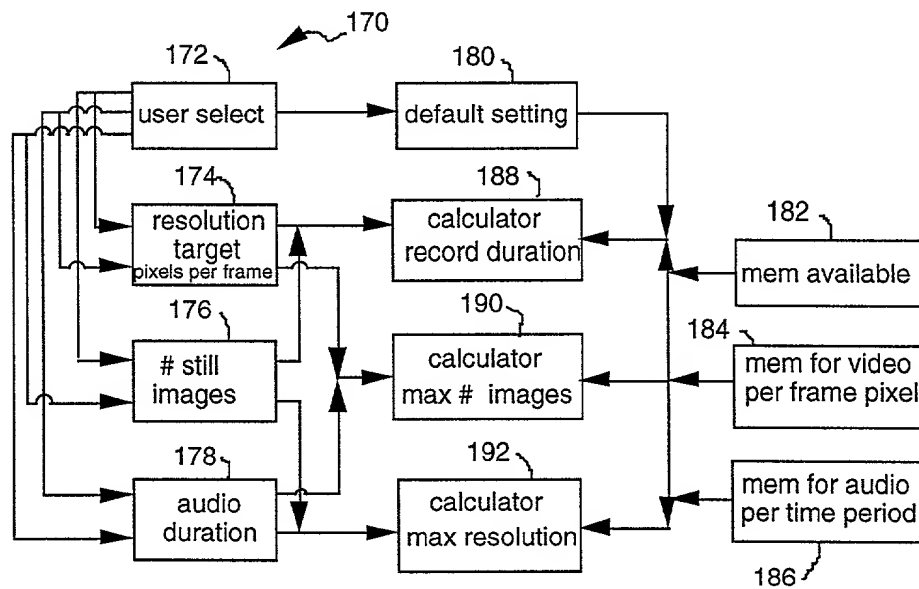 170
172
user select
180
default setting
174
resolution
target
pixels per frame
188
calculator
record duration
182
mem available
176
# still
images
190
calculator
max # images
184
mem for video
per frame pixel
178
audio
duration
192
calculator
max resolution
mem for audio
per time period
186